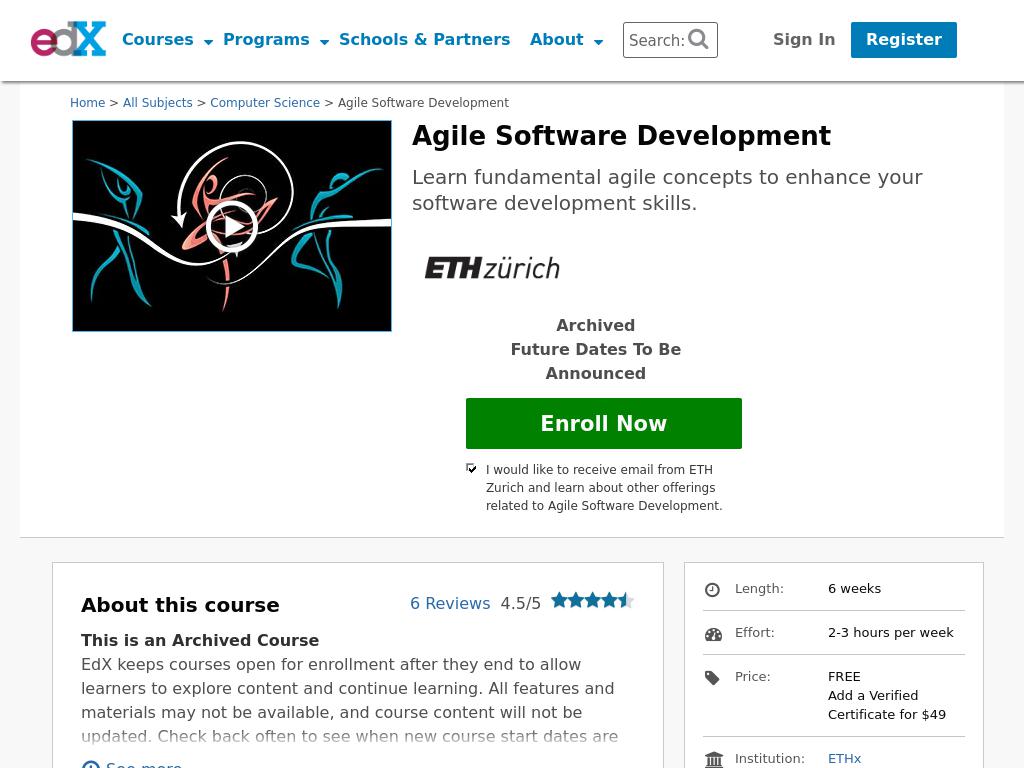 edX Courses Programs Schools & Partners About Search: Sign In Register
Home > All Subjects > Computer Science > Agile Software Development
Agile Software Development
Learn fundamental agile concepts to enhance your
software development skills.
ETH zürich
Archived
Future Dates To Be
Announced
Enroll Now
I would like to receive email from ETH
Zurich and learn about other offerings
related to Agile Software Development.
About this course
6 Reviews 4.5/5
This is an Archived Course
EdX keeps courses open for enrollment after they end to allow
learners to explore content and continue learning. All features and
materials may not be available, and course content will not be
updated. Check back often to see when new course start dates are
See more
Length: 6 weeks
Effort: 2-3 hours per week
Price: FREE
Add a Verified
Certificate for $49
Institution: ETHx